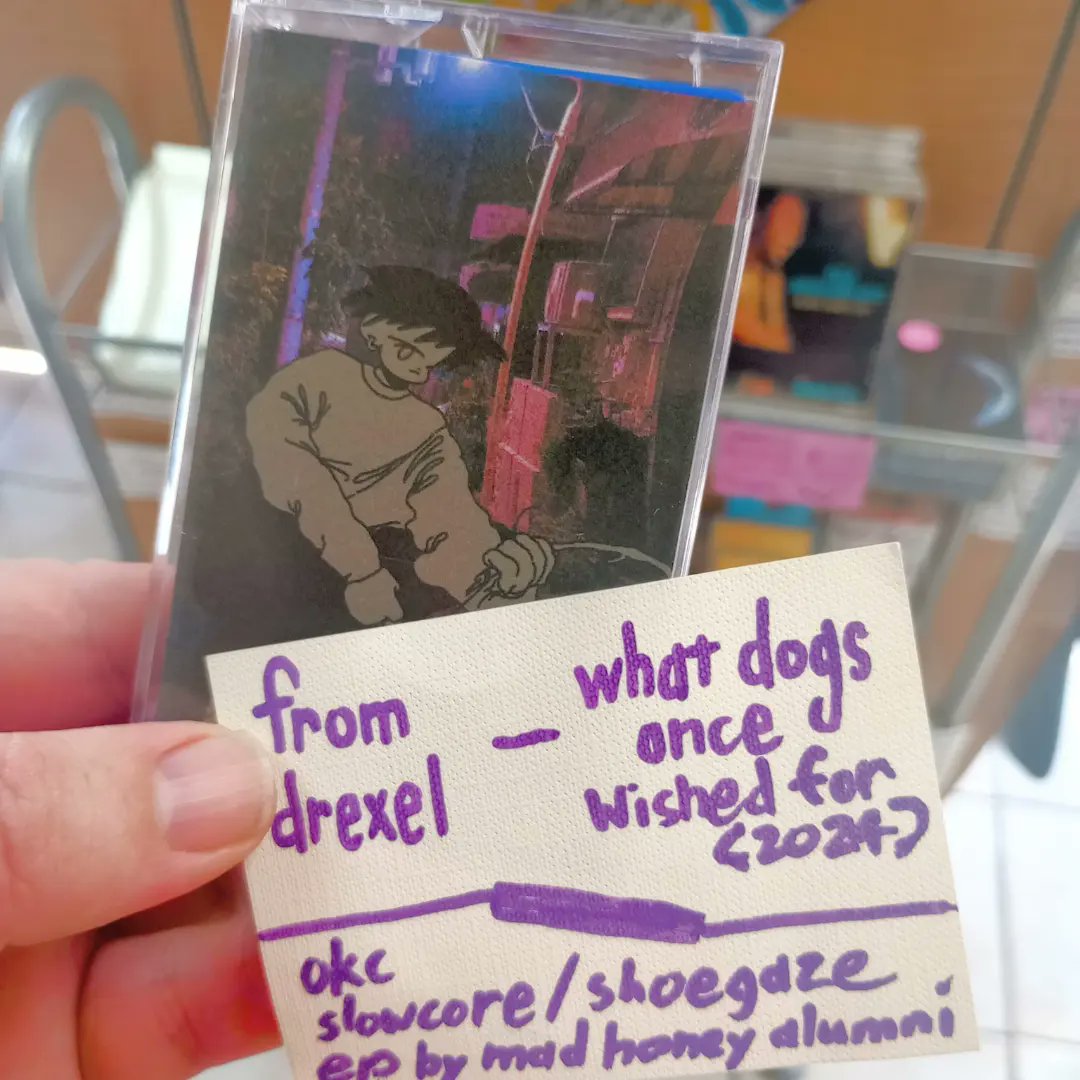 from drexel
–
what dogs
once
wished for
(2024)
okc
slowcore/shoegaze
ep by mad honey alumni